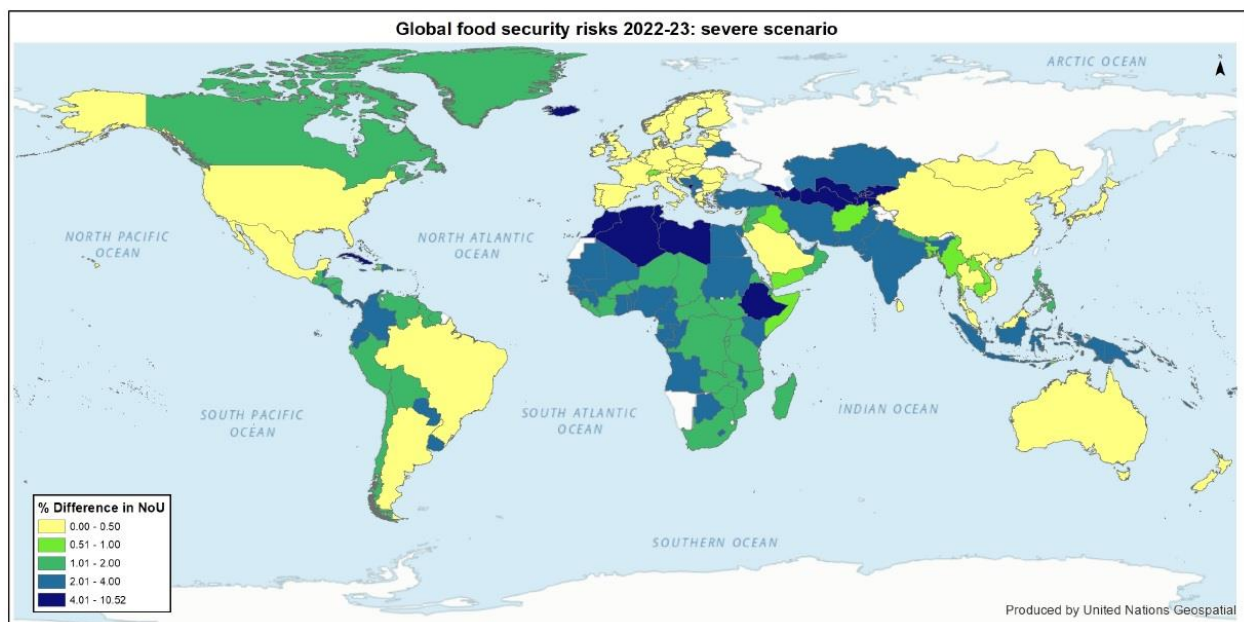 Global food security risks 2022-23: severe scenario
ARCTIC OCEAN
N
NORTH PACIFIC
OCEAN
NORTH ATLANTIC
OCEAN
SOUTH PACIFIC
OCEAN
SOUTH ATLANTIC
OCEAN
INDIAN OCEAN
SOUTHERN OCEAN
% Difference in NoU
0.00 - 0.50
0.51 - 1.00
1.01 - 2.00
2.01 - 4.00
4.01 - 10.52
Produced by United Nations Geospatial